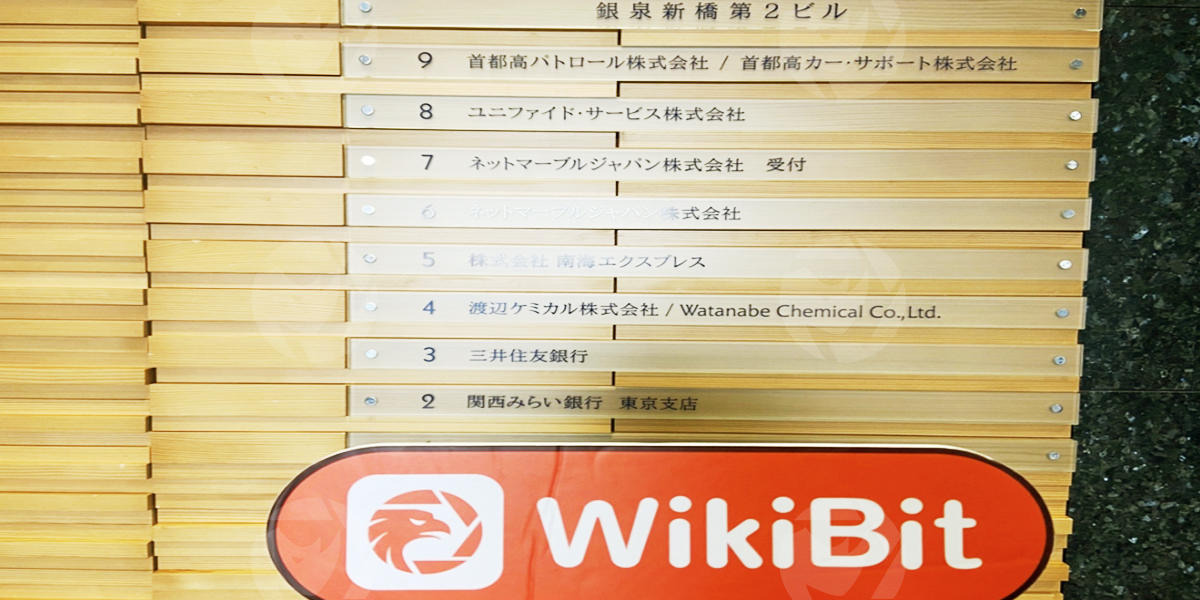 銀泉新橋第2ビル
9 首都高パトロール株式会社 / 首都高カー・サポート株式会社
8 ユニファイド・サービス株式会社
7 ネットマーブルジャパン株式会社 受付
6 ネットマーブルジャパン株式会社
5 株式会社 南海エクスプレス
4 渡辺ケミカル株式会社 / Watanabe Chemical Co.,Ltd.
3 三井住友銀行
2 関西みらい銀行 東京支店
WikiBit